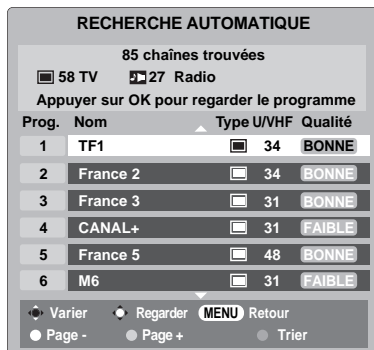 RECHERCHE AUTOMATIQUE
85 chaînes trouvées
58 TV 27 Radio
Appuyer sur OK pour regarder le programme
Prog. Nom Type U/VHF Qualité
1 TF1 34 BONNE
2 France 2 34 BONNE
3 France 3 31 BONNE
4 CANAL+ 31 FAIBLE
5 France 5 48 BONNE
6 M6 31 FAIBLE
Varier Regarder MENU Retour
Page - Page + Trier